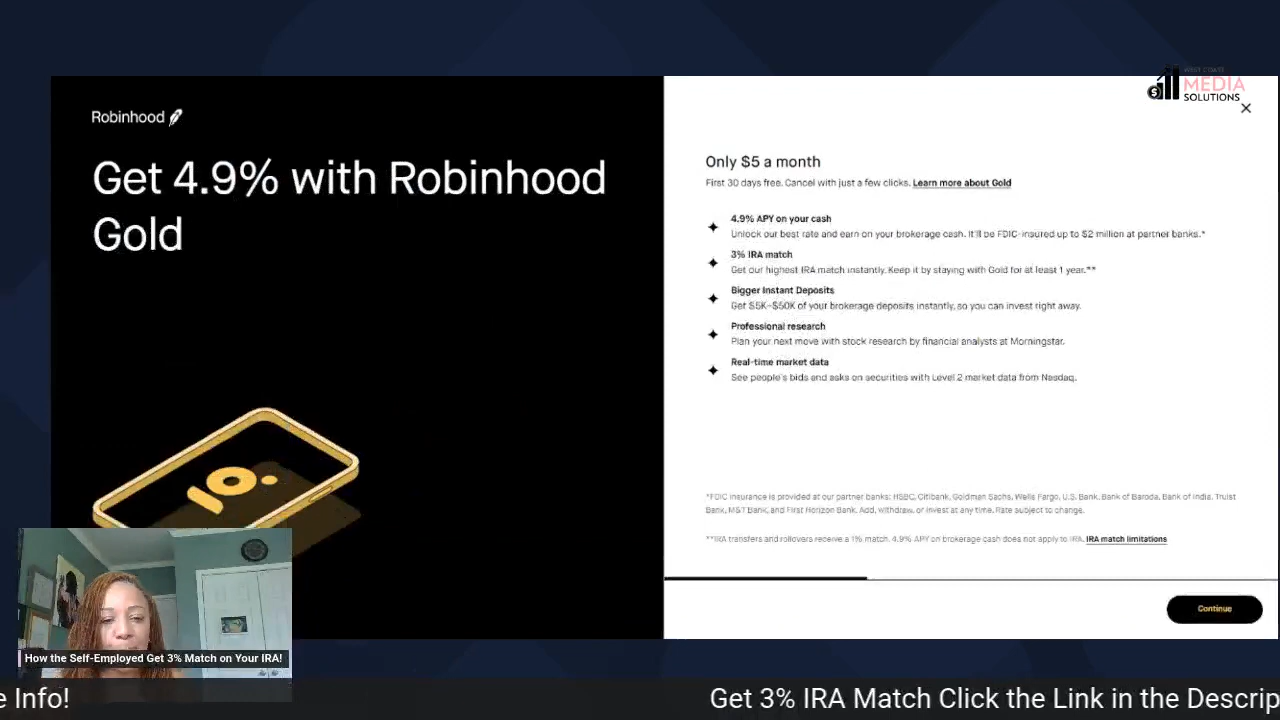 WEST COAST
MEDIA
SOLUTIONS
Robinhood
Get 4.9% with Robinhood
Gold
10.
Only $5 a month
First 30 days free. Cancel with just a few clicks. Learn more about Gold
4.9% APY on your cash
Unlock our best rate and earn on your brokerage cash. It'll be FDIC-insured up to $2 million at partner banks.*
3% IRA match
Get our highest IRA match instantly. Keep it by staying with Gold for at least 1 year.**
Bigger Instant Deposits
Get $5K–$50K of your brokerage deposits instantly, so you can invest right away.
Professional research
Plan your next move with stock research by financial analysts at Morningstar.
Real-time market data
See people's bids and asks on securities with Level 2 market data from Nasdaq.
*FDIC insurance is provided at our partner banks: HSBC, Citibank, Goldman Sachs, Wells Fargo, U.S. Bank, Bank of Baroda, Bank of India, Truist
Bank, M&T Bank, and First Horizon Bank. Add, withdraw, or invest at any time. Rate subject to change.
**IRA transfers and rollovers receive a 1% match. 4.9% APY on brokerage cash does not apply to IRA. IRA match limitations
Continue
How the Self-Employed Get 3% Match on Your IRA!
e Info!
Get 3% IRA Match Click the Link in the Descrip